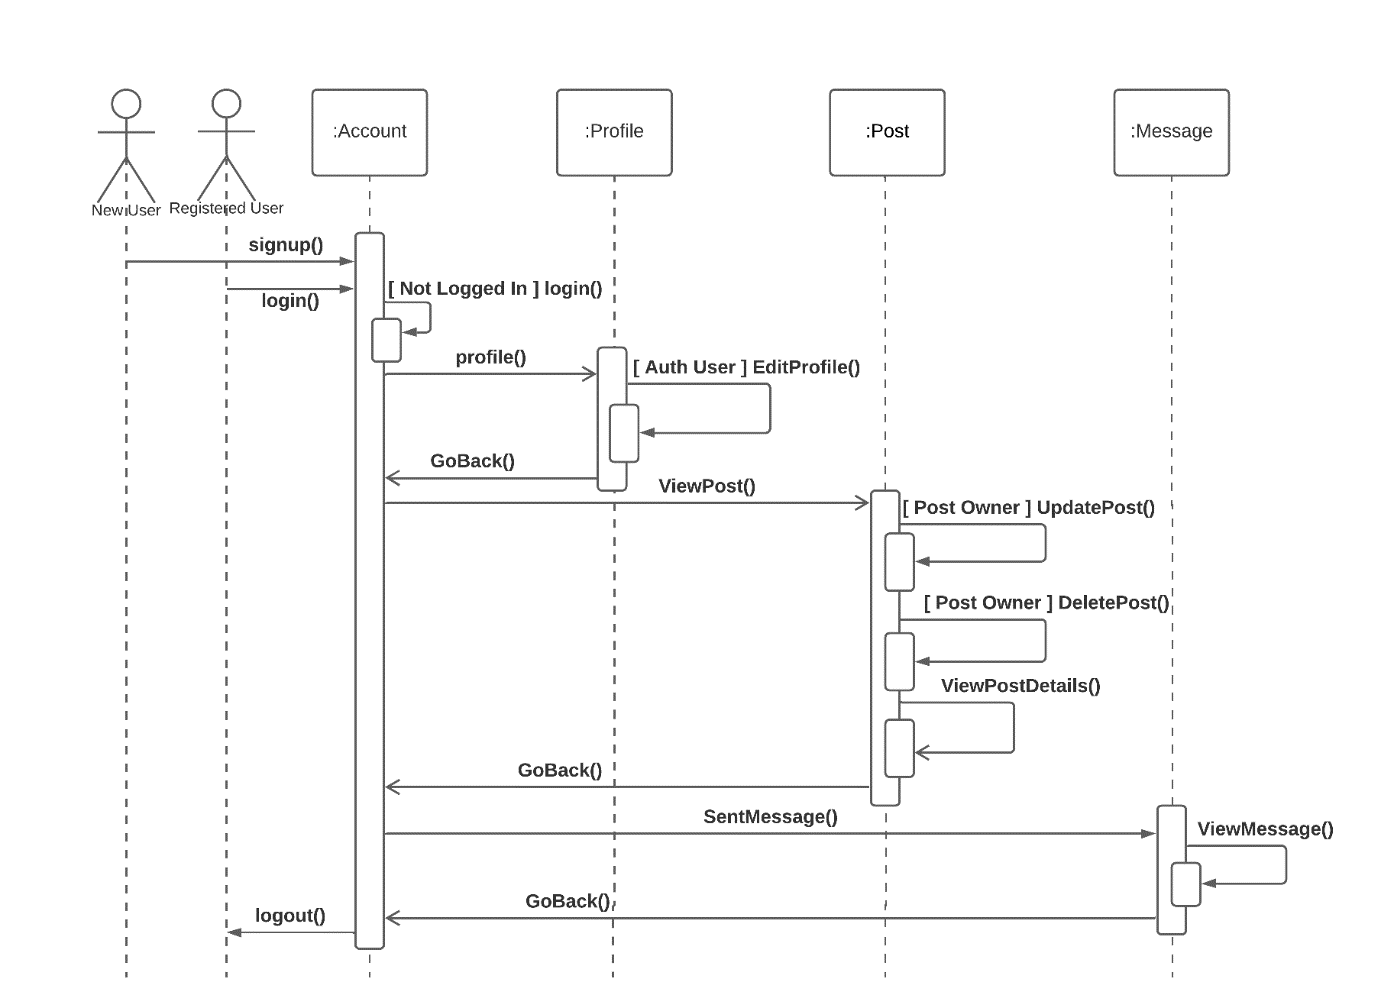 :Account
:Profile
:Post
:Message
New User
Registered User
signup()
[ Not Logged In ] login()
login()
profile()
[ Auth User ] EditProfile()
GoBack()
ViewPost()
[ Post Owner ] UpdatePost()
[ Post Owner ] DeletePost()
ViewPostDetails()
GoBack()
SentMessage()
ViewMessage()
GoBack()
logout()